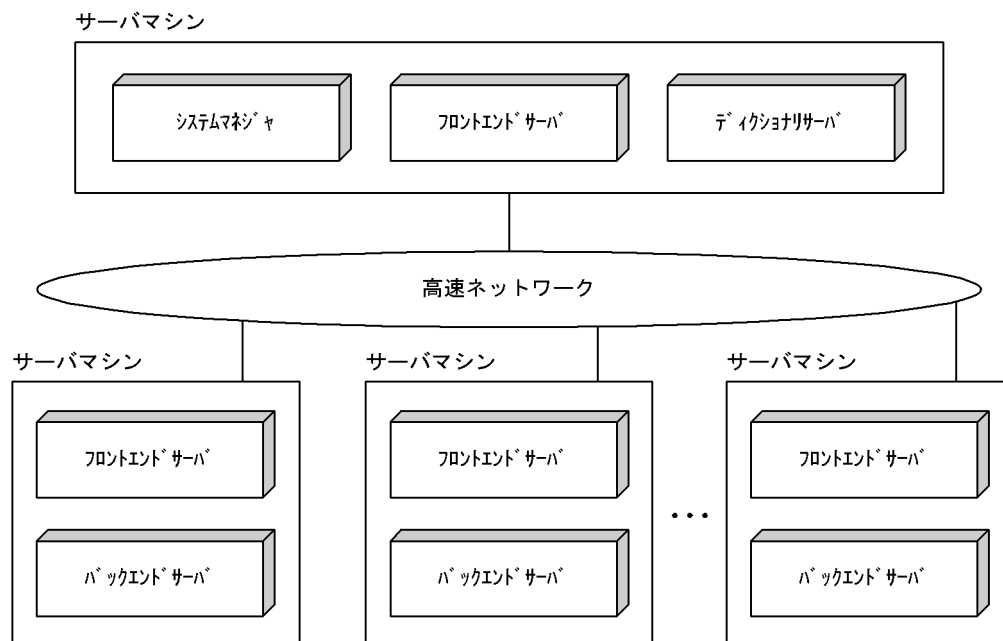 サーバマシン
ｼｽﾃﾑﾏﾈｼﾞｬ
ﾌﾛﾝﾄｴﾝﾄﾞｻｰﾊﾞ
ﾃﾞｨｸｼｮﾅﾘｻｰﾊﾞ
高速ネットワーク
サーバマシン
サーバマシン
サーバマシン
ﾌﾛﾝﾄｴﾝﾄﾞｻｰﾊﾞ
ﾌﾛﾝﾄｴﾝﾄﾞｻｰﾊﾞ
ﾌﾛﾝﾄｴﾝﾄﾞｻｰﾊﾞ
…
ﾊﾞｯｸｴﾝﾄﾞｻｰﾊﾞ
ﾊﾞｯｸｴﾝﾄﾞｻｰﾊﾞ
ﾊﾞｯｸｴﾝﾄﾞｻｰﾊﾞ